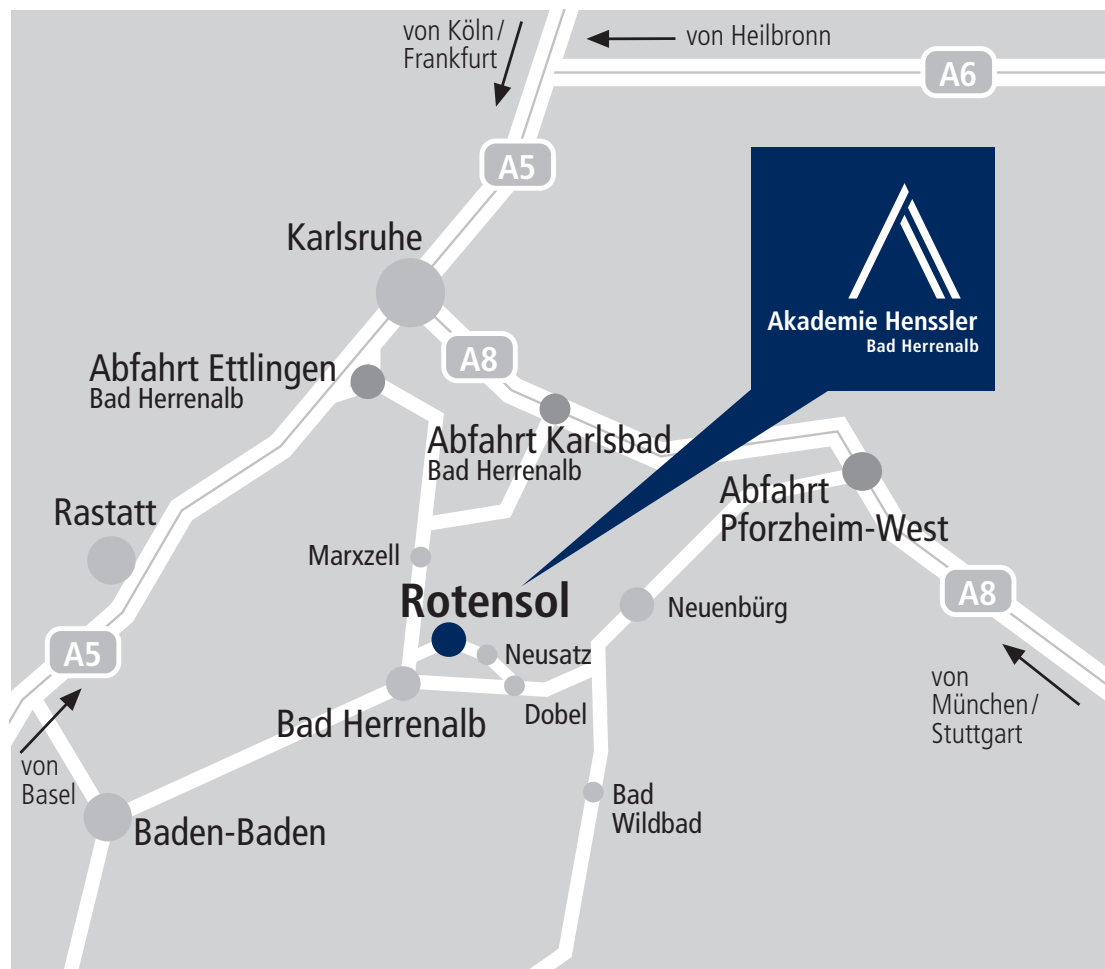 von Köln/
Frankfurt
von Heilbronn
A6
A5
Karlsruhe
Akademie Henssler
Bad Herrenalb
A8
Abfahrt Ettlingen
Bad Herrenalb
Abfahrt Karlsbad
Bad Herrenalb
Abfahrt
Pforzheim-West
Rastatt
Marxzell
Rotensol
A8
Neuenbürg
A5
Neusatz
von
München/
Stuttgart
Bad Herrenalb
Dobel
von
Basel
Bad
Wildbad
Baden-Baden